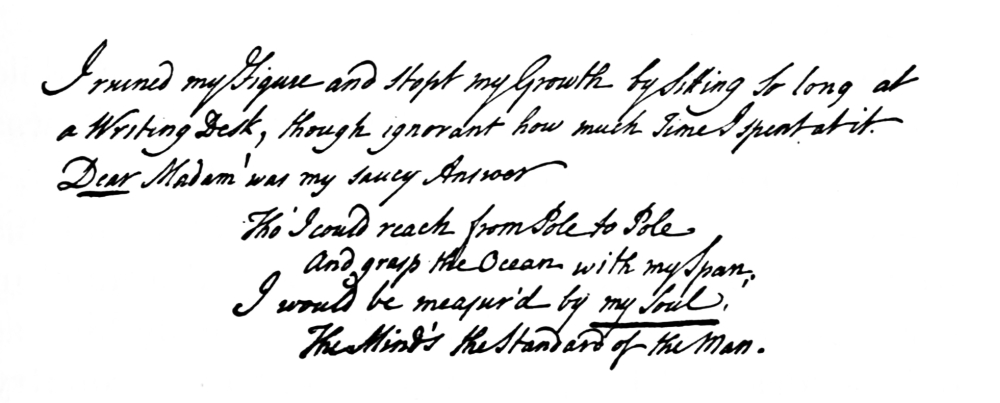 I ruined my Figure and stopt my Growth by sitting so long at
a Writing Desk, though ignorant how much Time I spent at it.
Dear Madam' was my saucy Answer
Tho' I could reach from Pole to Pole
And grasp the Ocean with my Span,
I would be measur'd by my Soul!
The Mind's the Standard of the Man.